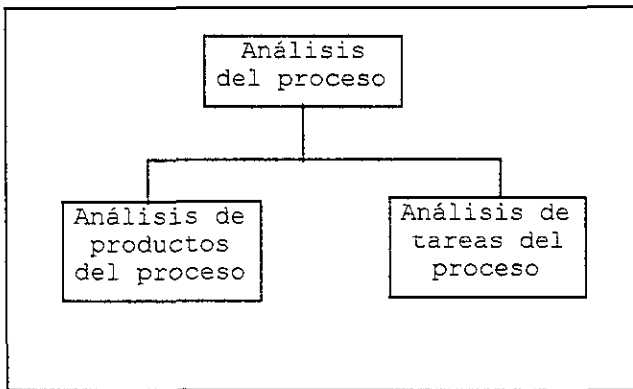 Análisis
del proceso
Análisis de
productos
del proceso
Análisis de
tareas del
proceso